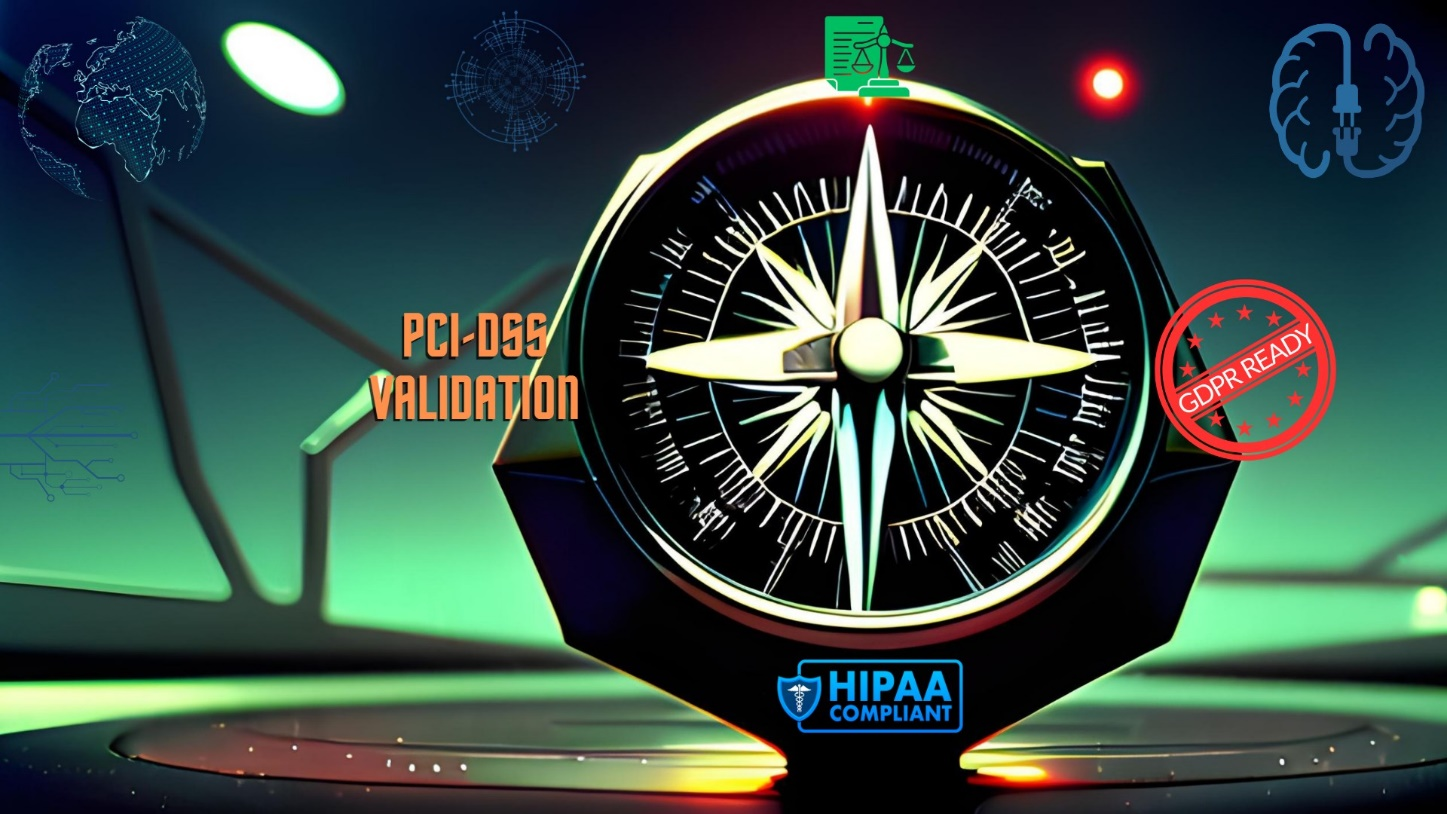 PCI-DSS
VALIDATION
GDPR READY
HIPAA
COMPLIANT